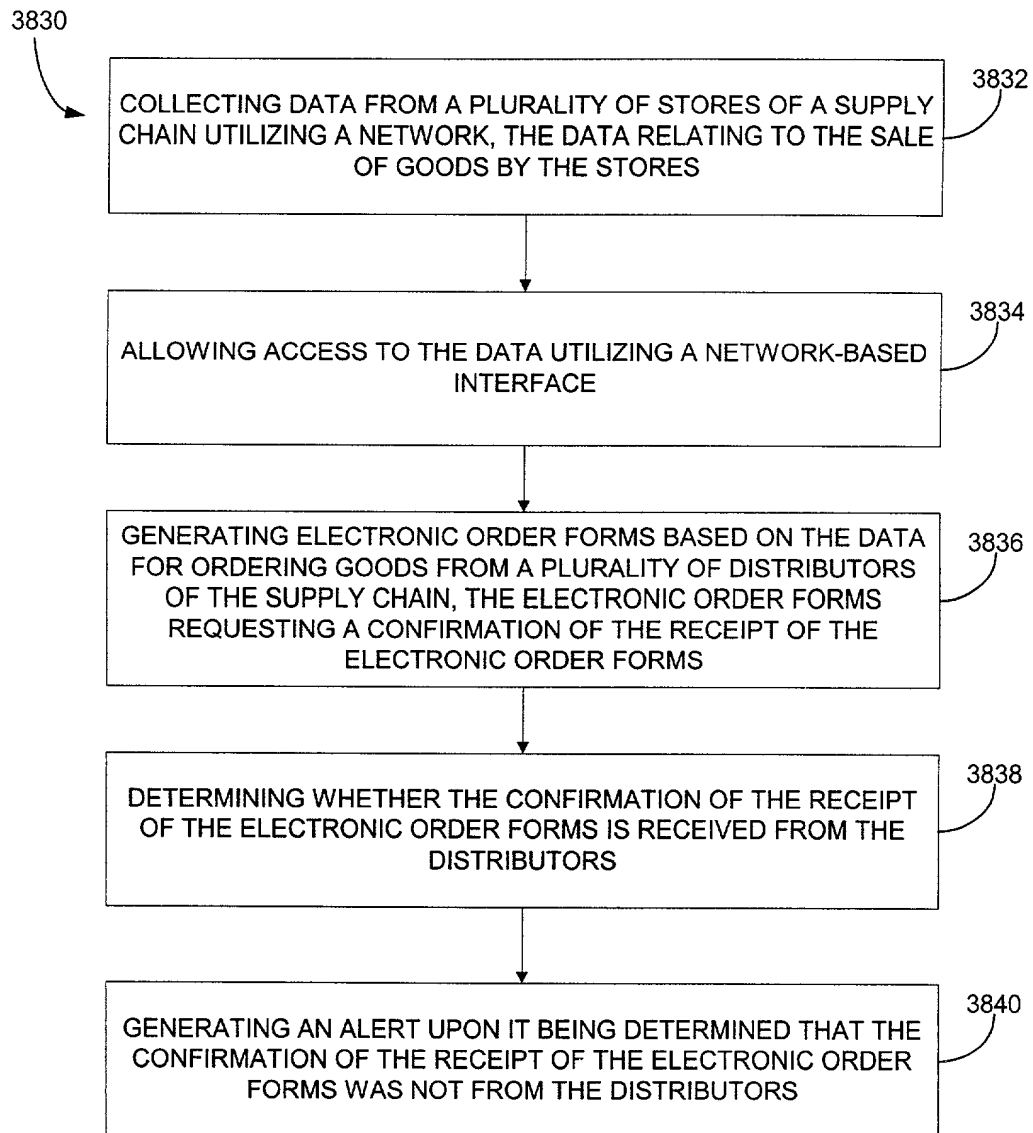 3830
3832
COLLECTING DATA FROM A PLURALITY OF STORES OF A SUPPLY
CHAIN UTILIZING A NETWORK, THE DATA RELATING TO THE SALE
OF GOODS BY THE STORES
3834
ALLOWING ACCESS TO THE DATA UTILIZING A NETWORK-BASED
INTERFACE
3836
GENERATING ELECTRONIC ORDER FORMS BASED ON THE DATA
FOR ORDERING GOODS FROM A PLURALITY OF DISTRIBUTORS
OF THE SUPPLY CHAIN, THE ELECTRONIC ORDER FORMS
REQUESTING A CONFIRMATION OF THE RECEIPT OF THE
ELECTRONIC ORDER FORMS
3838
DETERMINING WHETHER THE CONFIRMATION OF THE RECEIPT
OF THE ELECTRONIC ORDER FORMS IS RECEIVED FROM THE
DISTRIBUTORS
3840
GENERATING AN ALERT UPON IT BEING DETERMINED THAT THE
CONFIRMATION OF THE RECEIPT OF THE ELECTRONIC ORDER
FORMS WAS NOT FROM THE DISTRIBUTORS